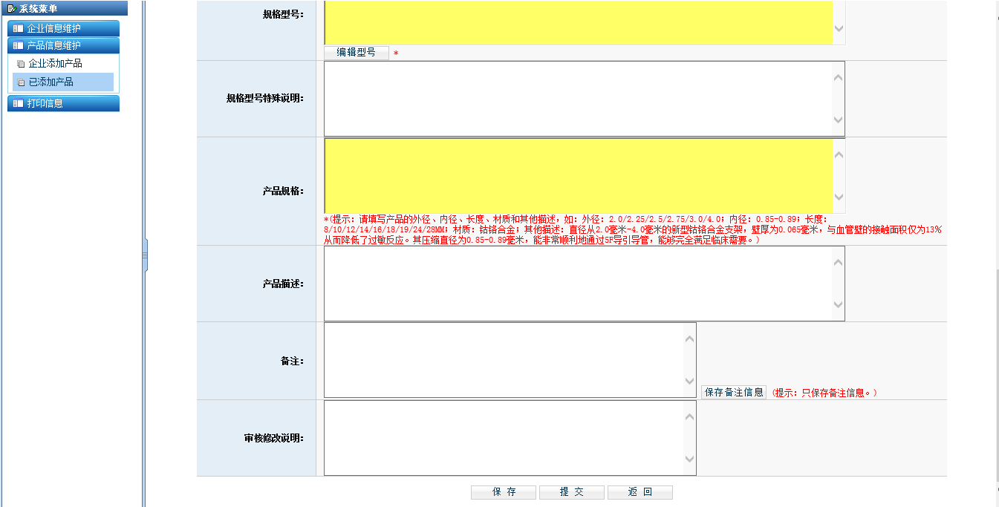 系统菜单
企业信息维护
产品信息维护
企业添加产品
已添加产品
打印信息
规格型号：
编辑型号 *
规格型号特殊说明：
产品规格：
*(提示：请填写产品的外径、内径、长度、材质和其他描述，如：外径：2.0/2.25/2.5/2.75/3.0/4.0；内径：0.85-0.89；长度：
8/10/12/14/16/18/19/24/28MM；材质：钴铬合金；其他描述：直径从2.0毫米-4.0毫米的新型钴铬合金支架，壁厚为0.065毫米，与血管壁的接触面积仅为13%
从而降低了过敏反应。其压缩直径为0.85-0.89毫米，能非常顺利地通过5F导引导管，能够完全满足临床需要。)
产品描述：
备注：
保存备注信息 (提示：只保存备注信息。)
审核修改说明：
保 存 提 交 返 回